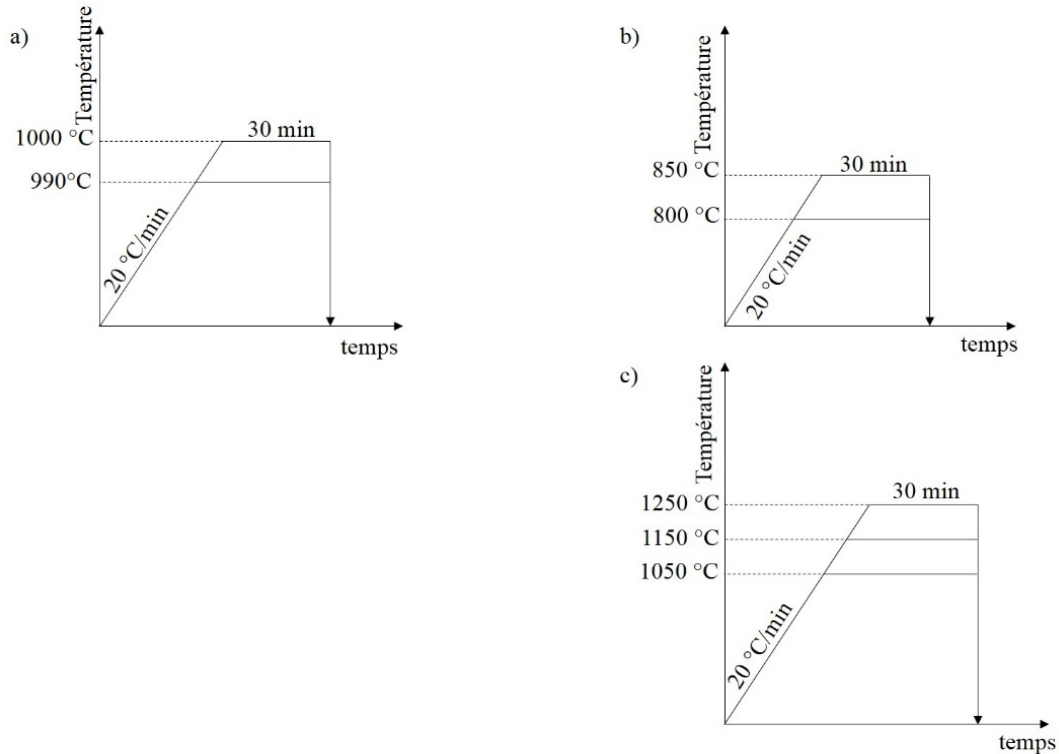 a)
Température
1000 °C
30 min
990°C
20 °C/min
temps
b)
Température
850 °C
30 min
800 °C
20 °C/min
temps
c)
Température
1250 °C
30 min
1150 °C
1050 °C
20 °C/min
temps